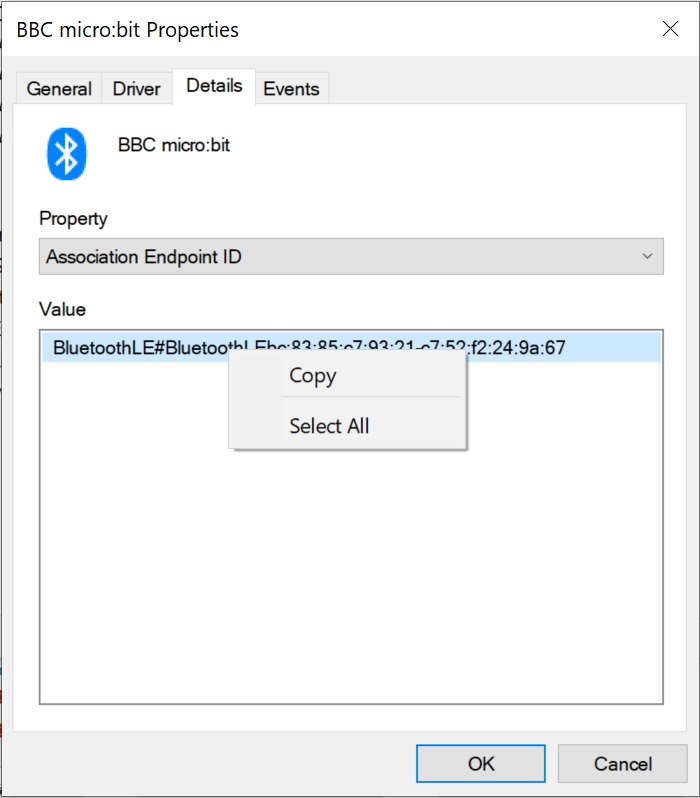 BBC micro:bit Properties
General Driver Details Events
BBC micro:bit
Property
Association Endpoint ID
Value
BluetoothLE#BluetoothLEbc:83:85:c7:93:21-c7:52:f2:24:9a:67
Copy
Select All
OK Cancel